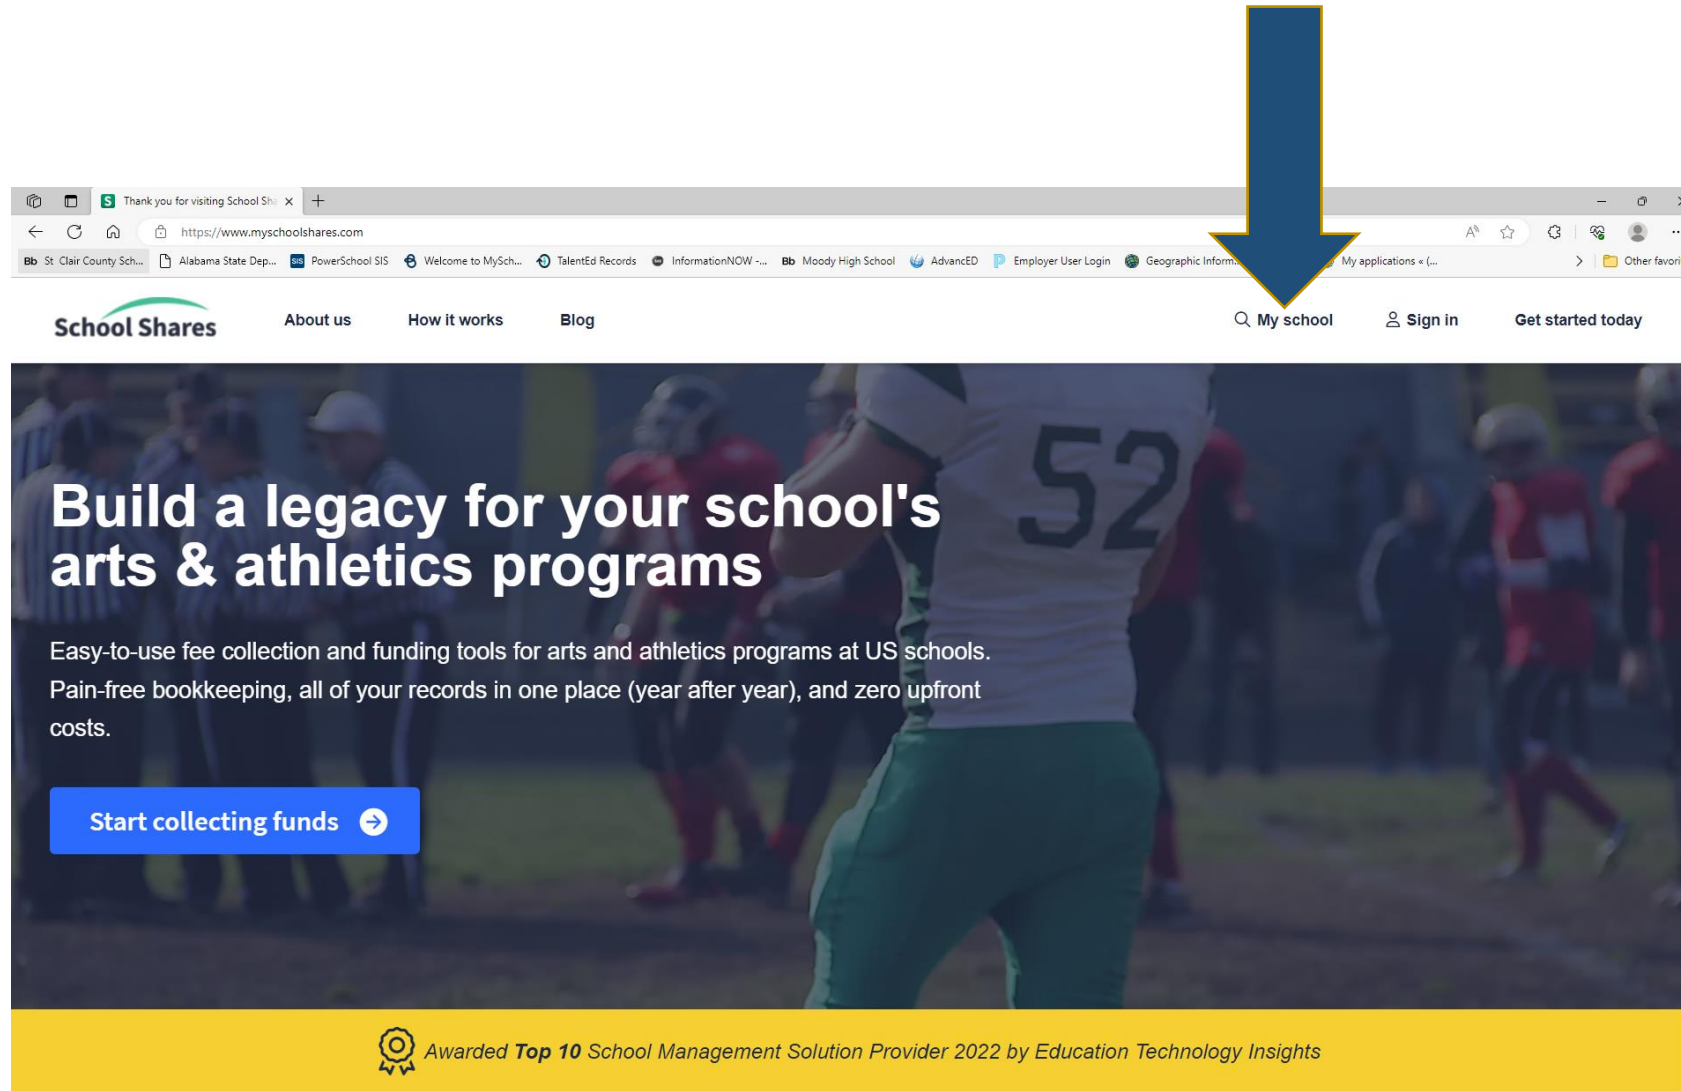 S Thank you for visiting School Sha
https://www.myschoolshares.com
Bb St Clair County Sch... Alabama State Dep... SIS PowerSchool SIS Welcome to MySch... TalentEd Records InformationNOW -... Bb Moody High School AdvancED Employer User Login Geographic Inform... My applications « (... Other favori
School Shares About us How it works Blog My school Sign in Get started today
52
Build a legacy for your school's
arts & athletics programs
Easy-to-use fee collection and funding tools for arts and athletics programs at US schools.
Pain-free bookkeeping, all of your records in one place (year after year), and zero upfront
costs.
Start collecting funds
Awarded Top 10 School Management Solution Provider 2022 by Education Technology Insights